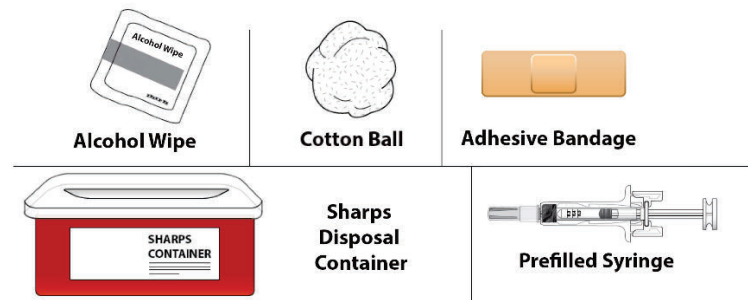 Alcohol Wipe
Alcohol Wipe
Cotton Ball
Adhesive Bandage
SHARPS
CONTAINER
Sharps
Disposal
Container
Prefilled Syringe